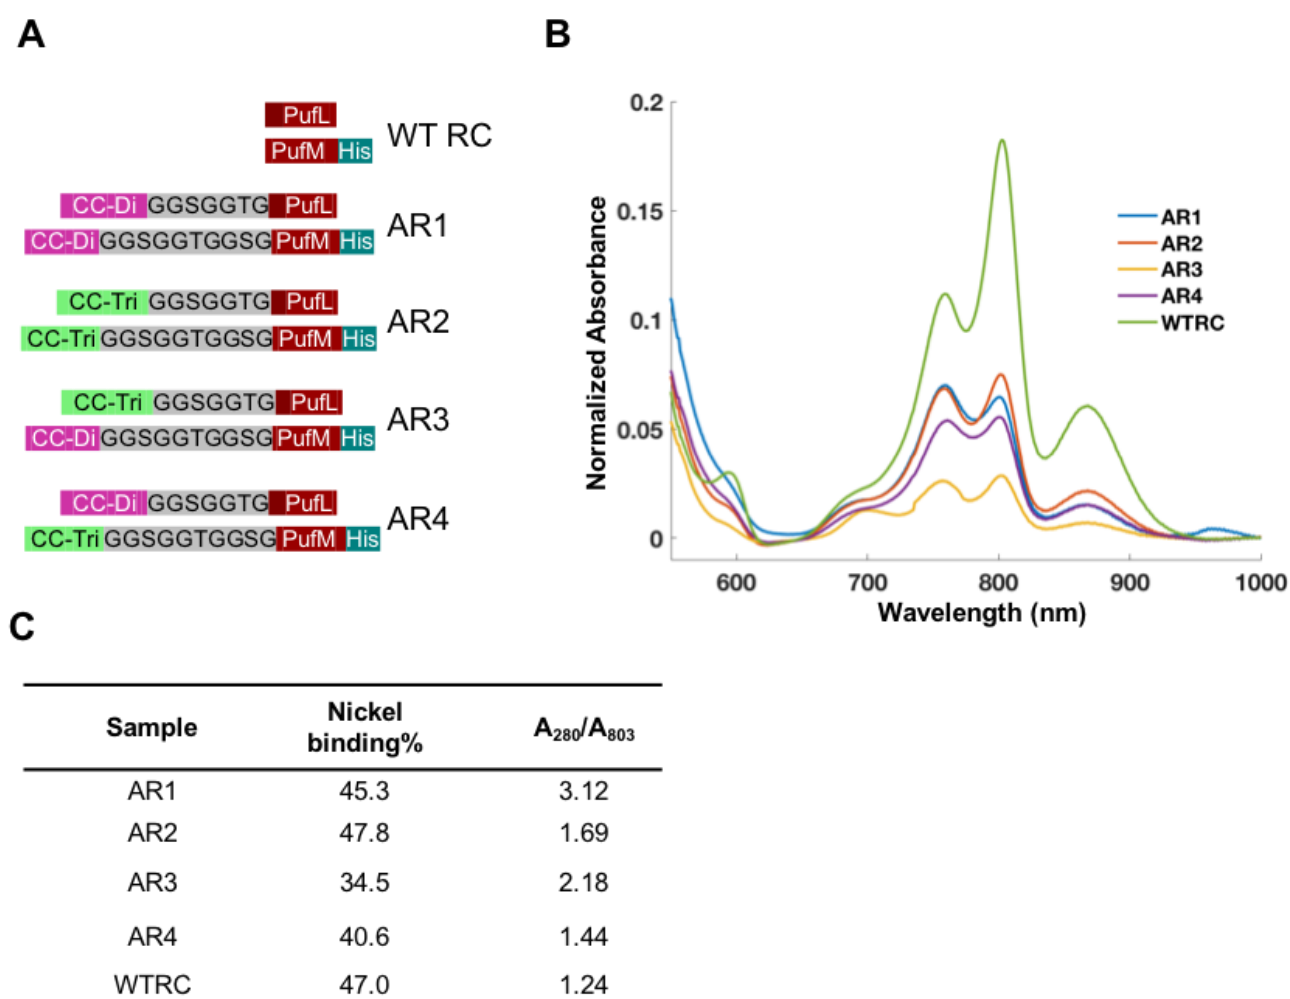 A
PufL
PufM His
WT RC
CC-Di GGSGGTG PufL
CC-Di GGSGGTGGSG PufM His
AR1
CC-Tri GGSGGTG PufL
CC-Tri GGSGGTGGSG PufM His
AR2
CC-Tri GGSGGTG PufL
CC-Di GGSGGTGGSG PufM His
AR3
CC-Di GGSGGTG PufL
CC-Tri GGSGGTGGSG PufM His
AR4
B
Normalized Absorbance
0.2
0.15
0.1
0.05
0
600 700 800 900 1000
Wavelength (nm)
AR1
AR2
AR3
AR4
WTRC
C
Sample Nickel binding% A280/A803
AR1 45.3 3.12
AR2 47.8 1.69
AR3 34.5 2.18
AR4 40.6 1.44
WTRC 47.0 1.24